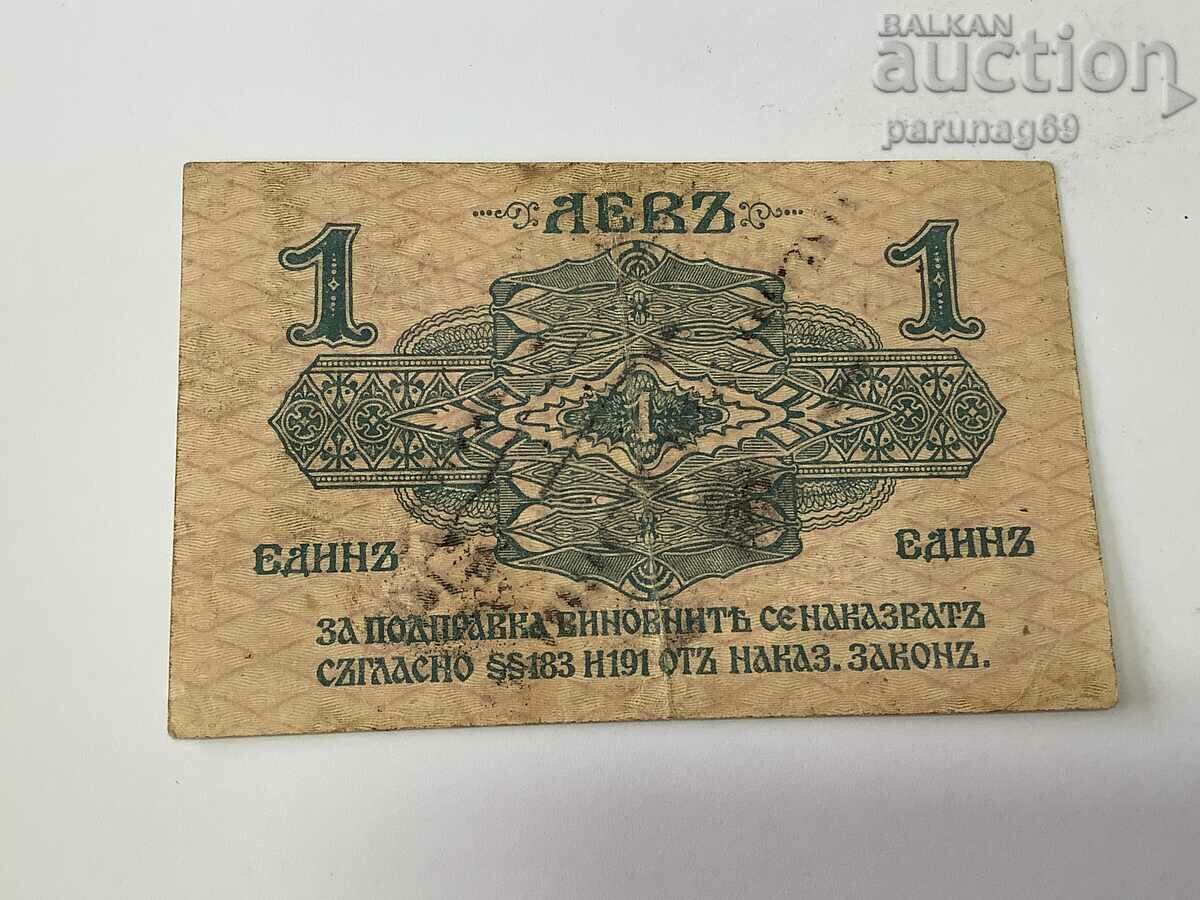 BALKAN
auction
parunag69
ЛЕВЪ
1 1
1
ЕДИНЪ ЕДИНЪ
ЗА ПОДПРАВКА ВИНОВНИТѢ СЕ НАКАЗВАТЪ
СЪГЛАСНО §§183 И 191 ОТЪ НАКАЗ. ЗАКОНЪ.